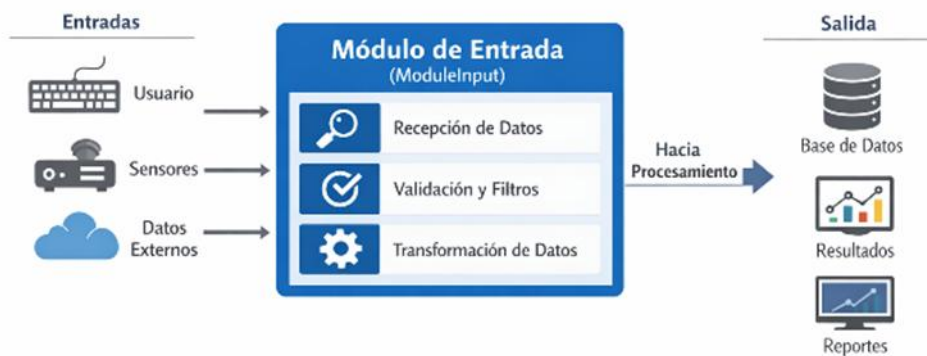 Entradas
Usuario
Sensores
Datos
Externos
Módulo de Entrada
(ModuleInput)
Recepción de Datos
Validación y Filtros
Transformación de Datos
Hacia
Procesamiento
Salida
Base de Datos
Resultados
Reportes